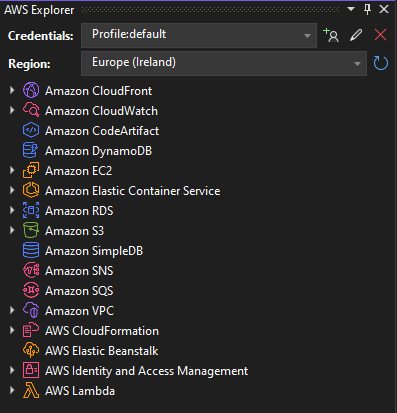 AWS Explorer
Credentials: Profile:default
Region: Europe (Ireland)
Amazon CloudFront
Amazon CloudWatch
Amazon CodeArtifact
Amazon DynamoDB
Amazon EC2
Amazon Elastic Container Service
Amazon RDS
Amazon S3
Amazon SimpleDB
Amazon SNS
Amazon SQS
Amazon VPC
AWS CloudFormation
AWS Elastic Beanstalk
AWS Identity and Access Management
AWS Lambda